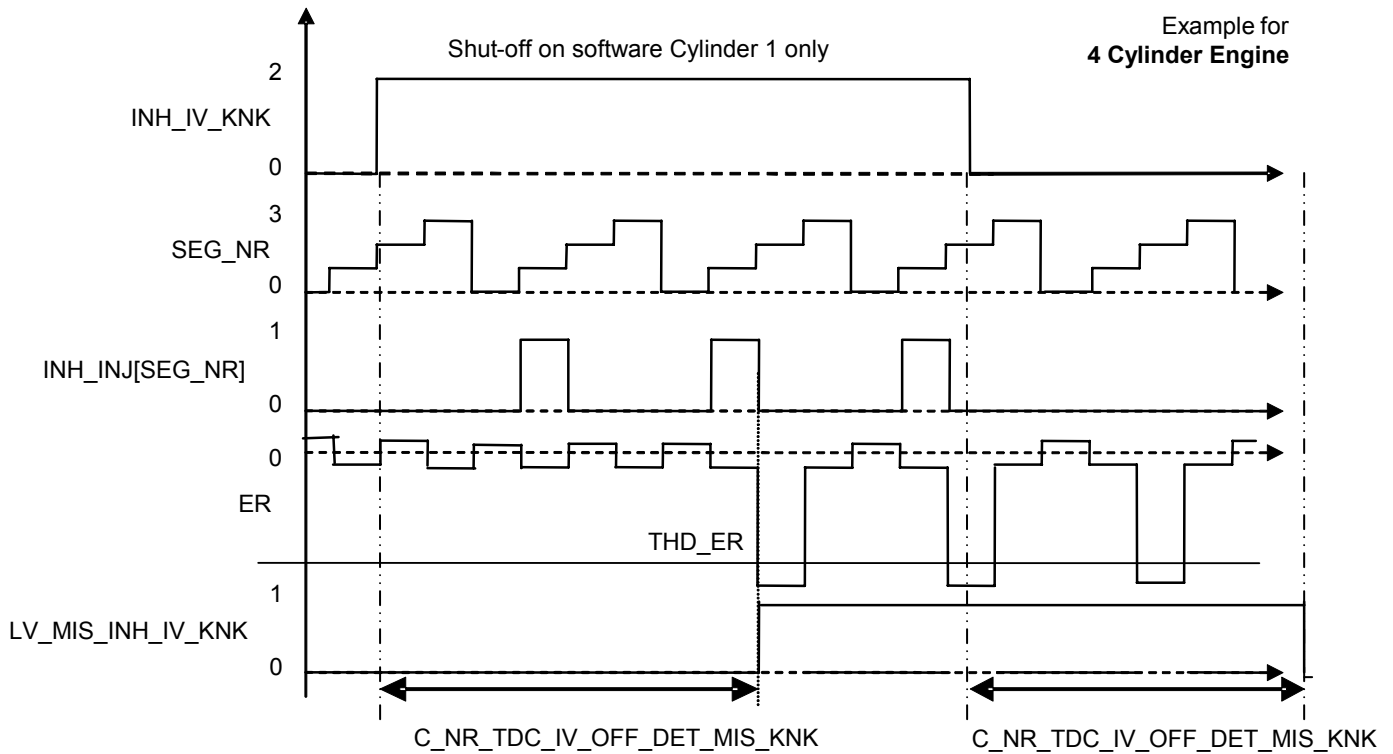 Example for
Shut-off on software Cylinder 1 only
4 Cylinder Engine
2
INH_IV_KNK
0
3
SEG_NR
0
1
INH_INJ[SEG_NR]
0
0
ER
THD_ER
1
LV_MIS_INH_IV_KNK
0
C_NR_TDC_IV_OFF_DET_MIS_KNK
C_NR_TDC_IV_OFF_DET_MIS_KNK